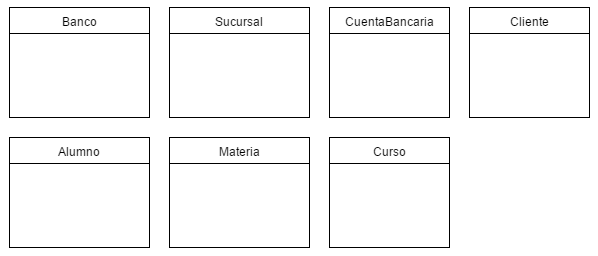 Banco
Sucursal
CuentaBancaria
Cliente
Alumno
Materia
Curso